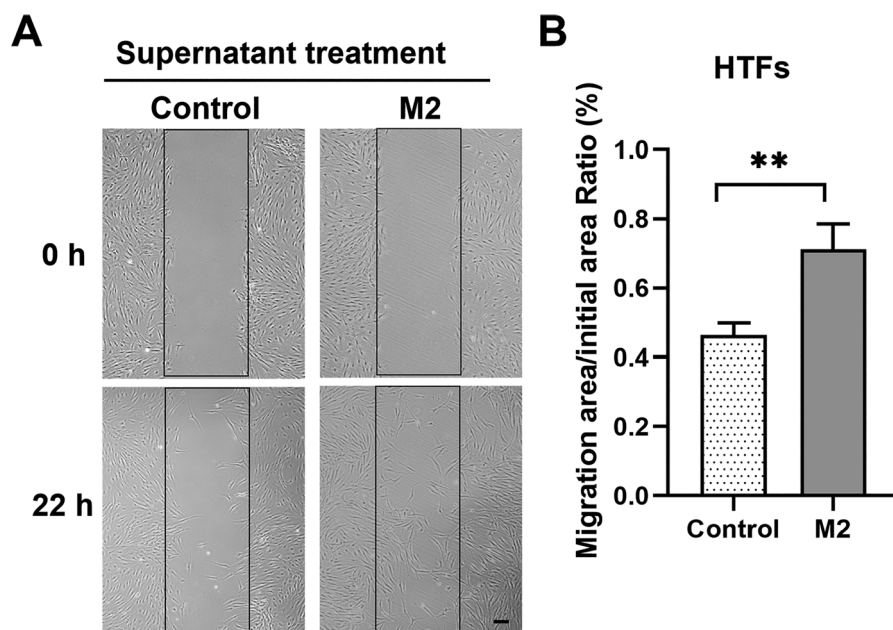 A
Supernatant treatment
Control M2
0 h
22 h
B
HTFs
Migration area/initial area Ratio (%)
1.0
0.8
0.6
0.4
0.2
0.0
**
Control M2